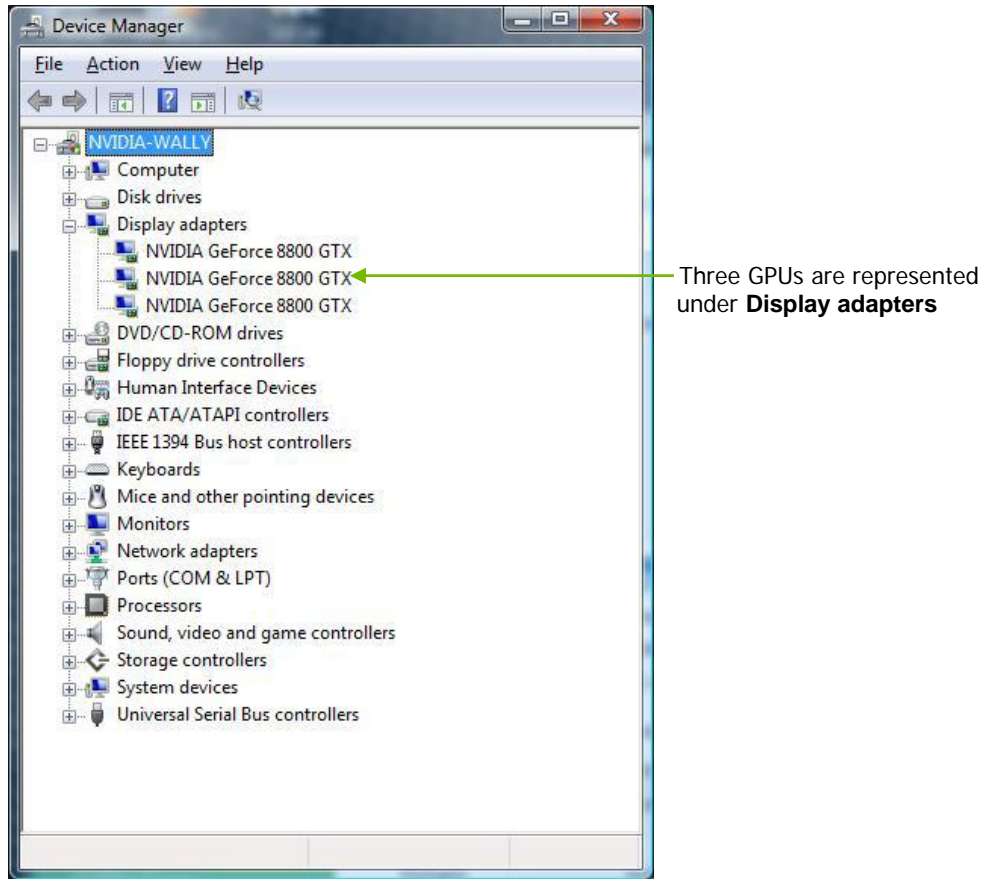 Device Manager
File Action View Help
NVIDIA-WALLY
Computer
Disk drives
Display adapters
NVIDIA GeForce 8800 GTX
NVIDIA GeForce 8800 GTX
NVIDIA GeForce 8800 GTX
DVD/CD-ROM drives
Floppy drive controllers
Human Interface Devices
IDE ATA/ATAPI controllers
IEEE 1394 Bus host controllers
Keyboards
Mice and other pointing devices
Monitors
Network adapters
Ports (COM & LPT)
Processors
Sound, video and game controllers
Storage controllers
System devices
Universal Serial Bus controllers
Three GPUs are represented
under Display adapters